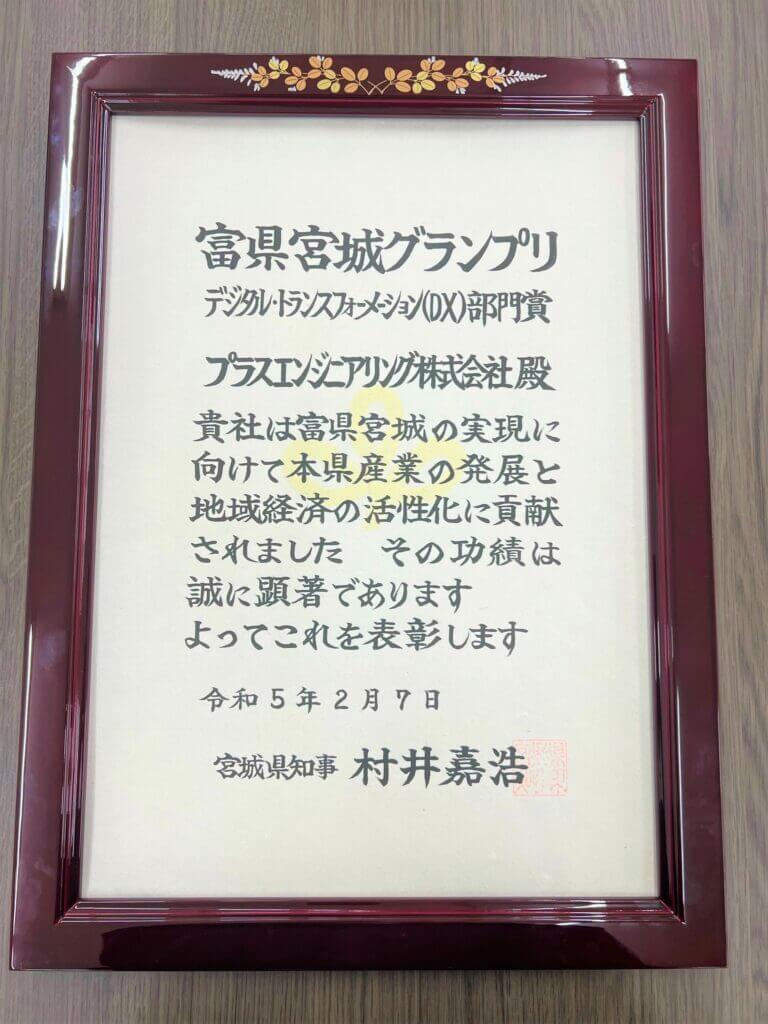 富県宮城グランプリ
デジタル・トランスフォーメーション(DX)部門賞
プラスエンジニアリング株式会社 殿
貴社は富県宮城の実現に
向けて本県産業の発展と
地域経済の活性化に貢献
されました　その功績は
誠に顕著であります
よってこれを表彰します
令和5年2月7日
宮城県知事 村井嘉浩